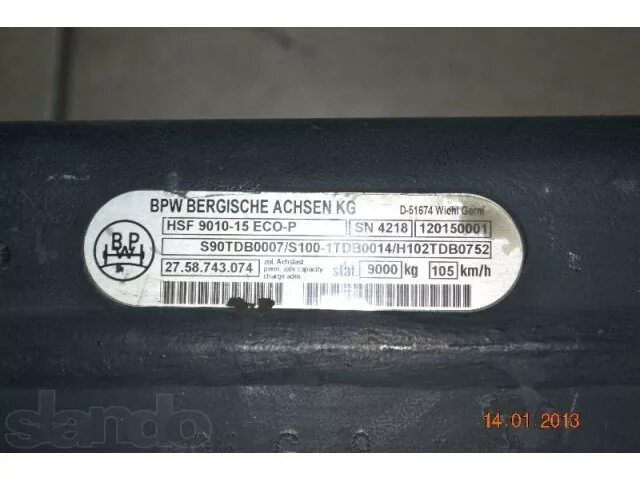 BPW BERGISCHE ACHSEN KG D-51674 Wiehl Germ
HSF 9010-15 ECO-P SN 4218 120150001
S90TDB0007/S100-1TDB0014/H102TDB0752
27.58.743.074 zul. Achslast stat. 9000 kg 105 km/h
perm. axle capacity
charge adm.
BPW
slando
14.01.2013